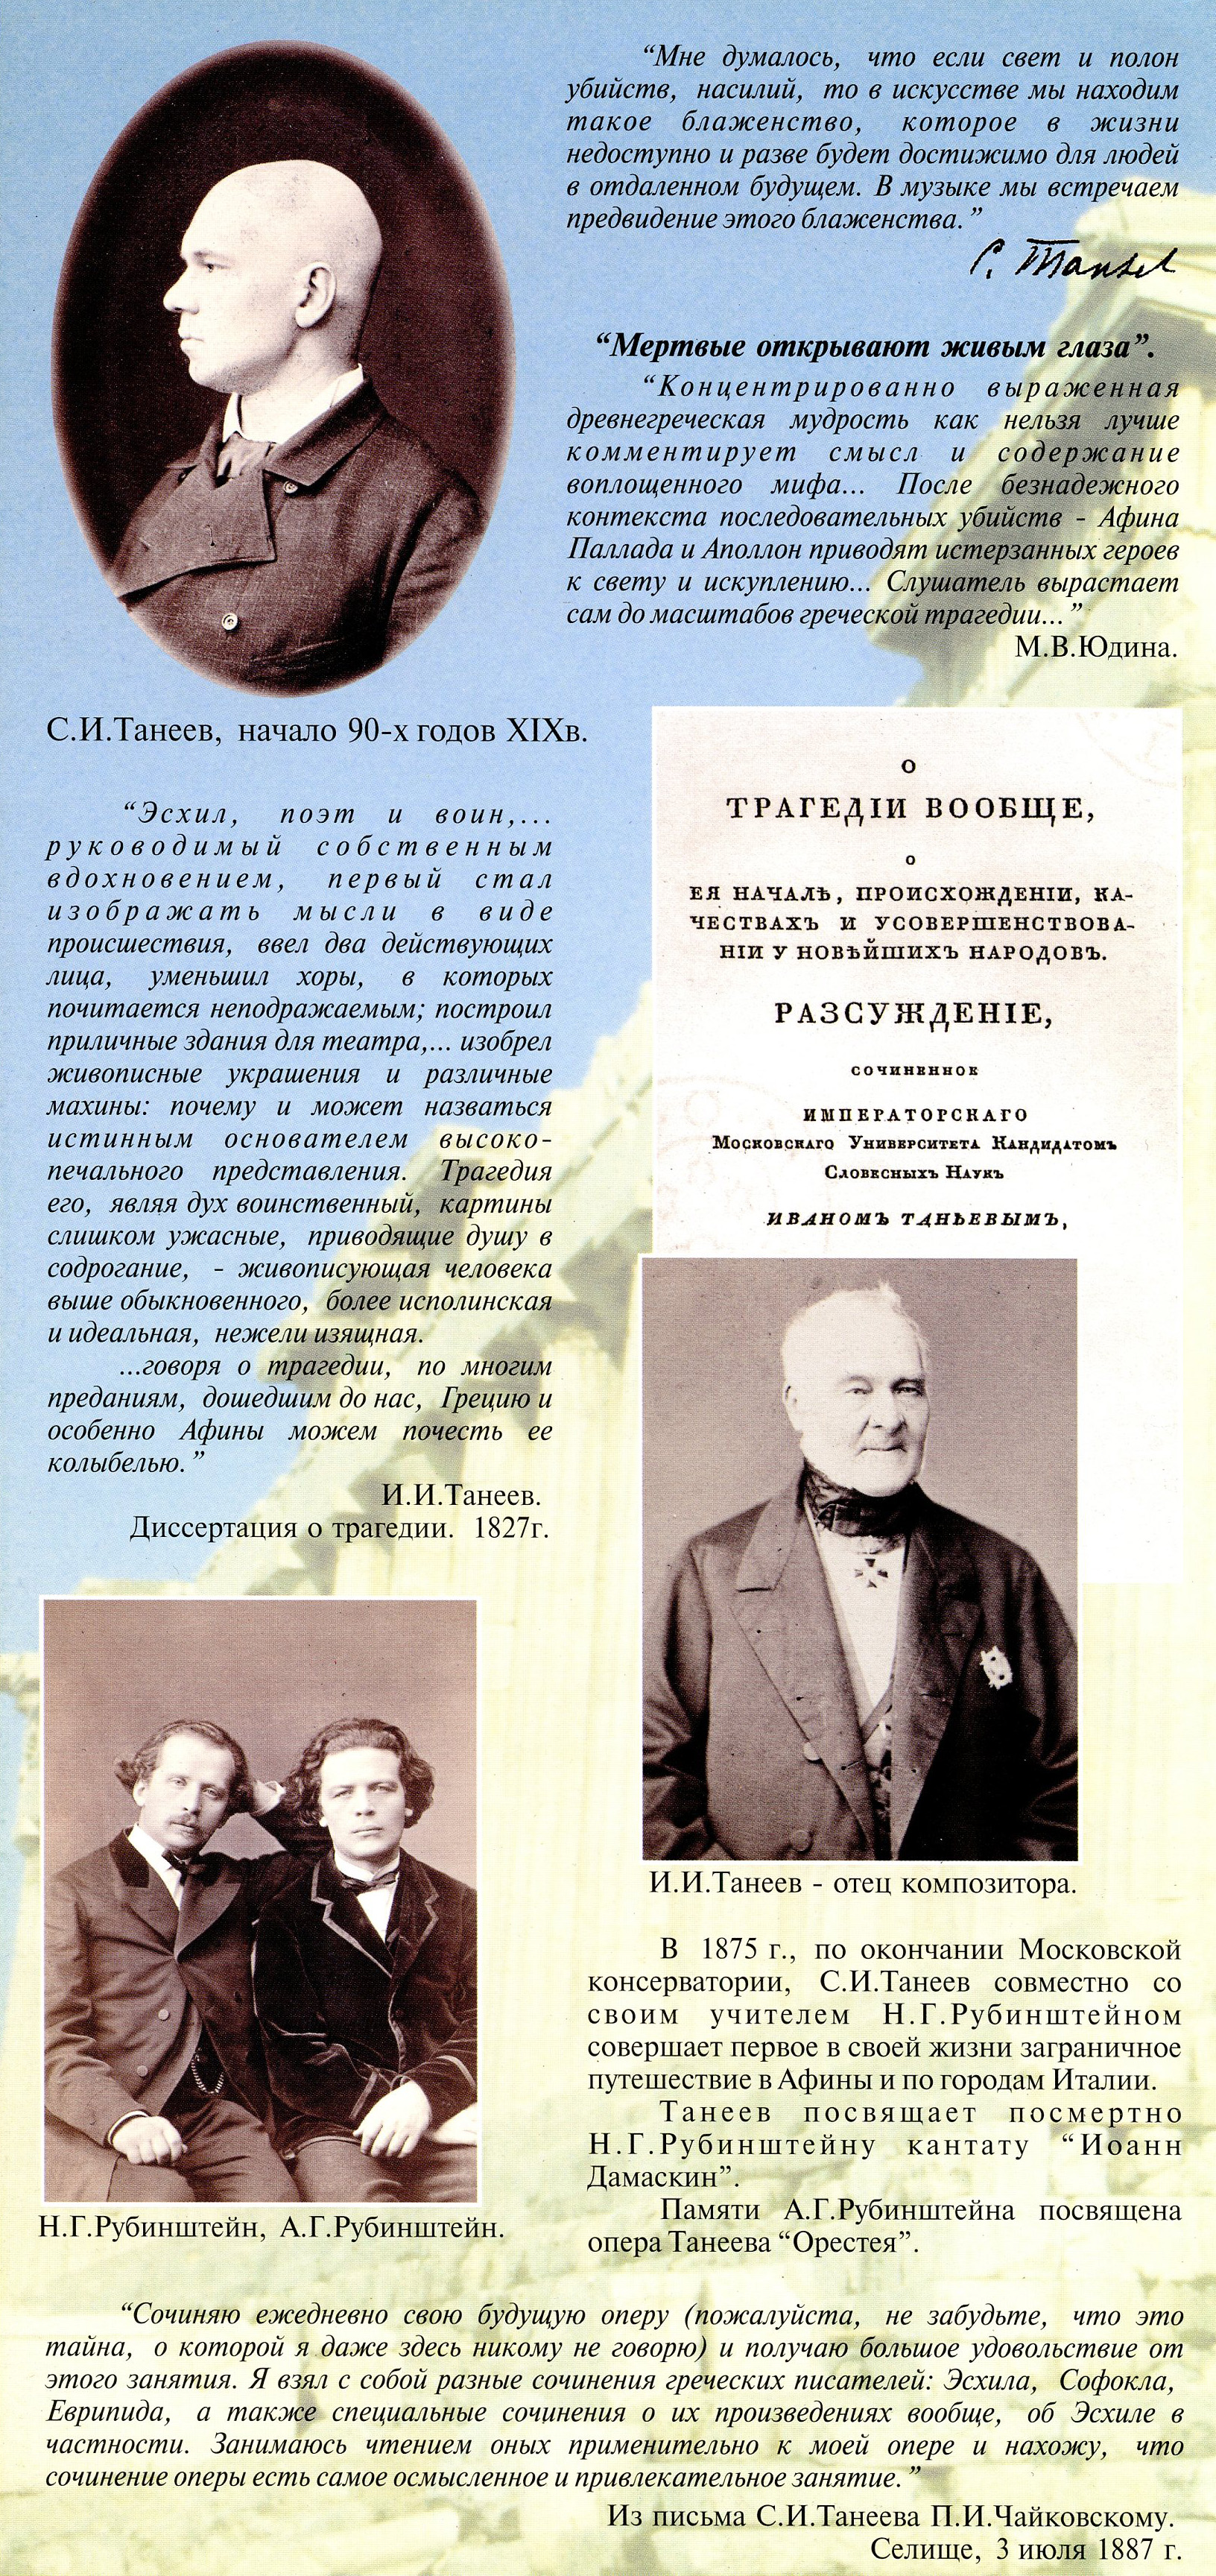 “Мне думалось, что если свет и полон
убийств, насилий, то в искусстве мы находим
такое блаженство, которое в жизни
недоступно и разве будет достижимо для людей
в отдаленном будущем. В музыке мы встречаем
предвидение этого блаженства.”
С. Танеев
“Мертвые открывают живым глаза”.
“Концентрированно выраженная
древнегреческая мудрость как нельзя лучше
комментирует смысл и содержание
воплощенного мифа... После безнадежного
контекста последовательных убийств - Афина
Паллада и Аполлон приводят истерзанных героев
к свету и искуплению... Слушатель вырастает
сам до масштабов греческой трагедии...”
М.В.Юдина.
С.И.Танеев, начало 90-х годов XIXв.
“Эсхил, поэт и воин,...
руководимый собственным
вдохновением, первый стал
изображать мысли в виде
происшествия, ввел два действующих
лица, уменьшил хоры, в которых
почитается неподражаемым; построил
приличные здания для театра,... изобрел
живописные украшения и различные
махины: почему и может назваться
истинным основателем высоко-
печального представления. Трагедия
его, являя дух воинственный, картины
слишком ужасные, приводящие душу в
содрогание, - живописующая человека
выше обыкновенного, более исполинская
и идеальная, нежели изящная.
...говоря о трагедии, по многим
преданиям, дошедшим до нас, Грецию и
особенно Афины можем почесть ее
колыбелью.”
И.И.Танеев.
Диссертация о трагедии. 1827г.
О
ТРАГЕДІИ ВООБЩЕ,
О
ЕЯ НАЧАЛѢ, ПРОИСХОЖДЕНІИ, КА-
ЧЕСТВАХЪ И УСОВЕРШЕНСТВОВА-
НІИ У НОВѢЙШИХЪ НАРОДОВЪ.
РАЗСУЖДЕНІЕ,
СОЧИНЕННОЕ
ИМПЕРАТОРСКАГО
Московскаго Университета Кандидатомъ
Словесныхъ Наукъ
ИВАНОМЪ ТАНѢЕВЫМЪ,
И.И.Танеев - отец композитора.
Н.Г.Рубинштейн, А.Г.Рубинштейн.
В 1875 г., по окончании Московской
консерватории, С.И.Танеев совместно со
своим учителем Н.Г.Рубинштейном
совершает первое в своей жизни заграничное
путешествие в Афины и по городам Италии.
Танеев посвящает посмертно
Н.Г.Рубинштейну кантату “Иоанн
Дамаскин”.
Памяти А.Г.Рубинштейна посвящена
опера Танеева “Орестея”.
“Сочиняю ежедневно свою будущую оперу (пожалуйста, не забудьте, что это
тайна, о которой я даже здесь никому не говорю) и получаю большое удовольствие от
этого занятия. Я взял с собой разные сочинения греческих писателей: Эсхила, Софокла,
Еврипида, а также специальные сочинения о их произведениях вообще, об Эсхиле в
частности. Занимаюсь чтением оных применительно к моей опере и нахожу, что
сочинение оперы есть самое осмысленное и привлекательное занятие.”
Из письма С.И.Танеева П.И.Чайковскому.
Селище, 3 июля 1887 г.